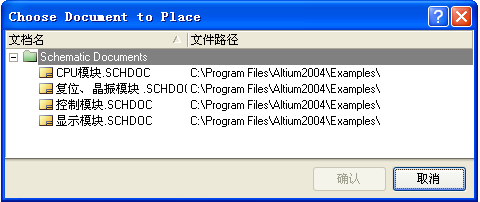 Choose Document to Place
文档名 文件路径
Schematic Documents
CPU模块.SCHDOC C:\Program Files\Altium2004\Examples\
复位、晶振模块 .SCHDO( C:\Program Files\Altium2004\Examples\
控制模块.SCHDOC C:\Program Files\Altium2004\Examples\
显示模块.SCHDOC C:\Program Files\Altium2004\Examples\
确认 取消